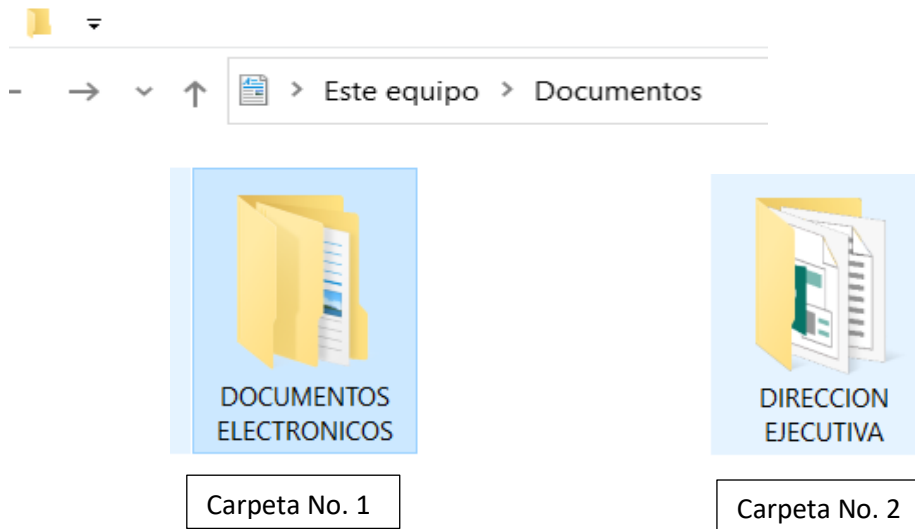 Este equipo > Documentos
DOCUMENTOS
ELECTRONICOS
DIRECCION
EJECUTIVA
Carpeta No. 1
Carpeta No. 2